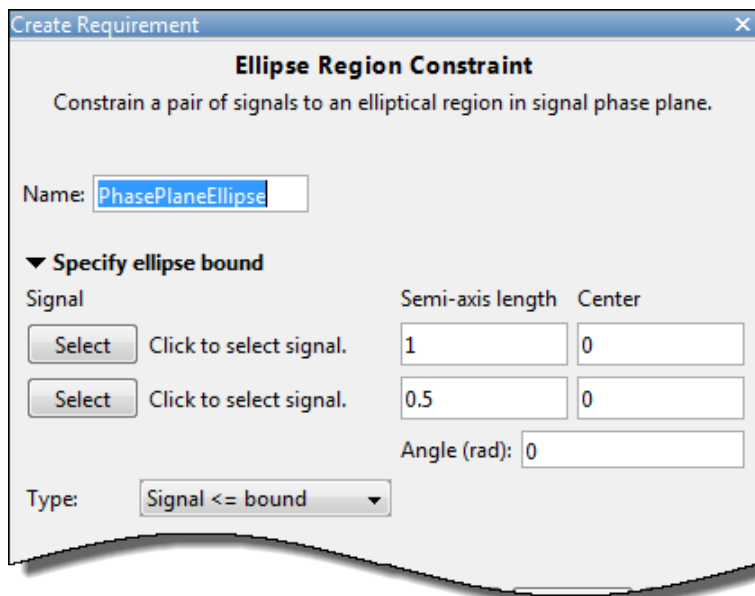 Create Requirement
Ellipse Region Constraint
Constrain a pair of signals to an elliptical region in signal phase plane.
Name: PhasePlaneEllipse
Specify ellipse bound
Signal Semi-axis length Center
Select Click to select signal. 1 0
Select Click to select signal. 0.5 0
Angle (rad): 0
Type: Signal <= bound